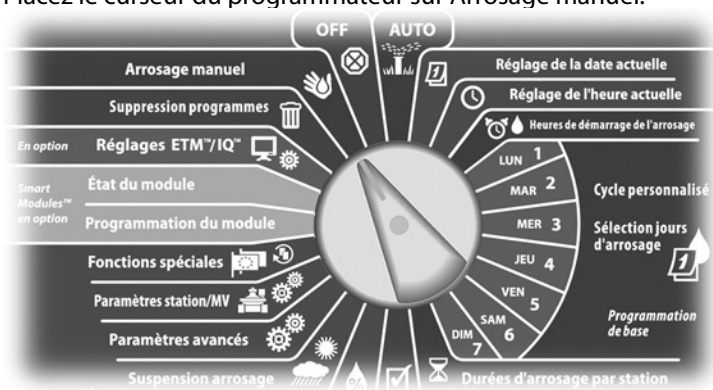 Placez le curseur du programmateur sur Arrosage manuel.
OFF
AUTO
Arrosage manuel
Suppression programmes
En option
Réglages ETM™/IQ™
Smart
Modules™
en option
État du module
Programmation du module
Fonctions spéciales
Paramètres station/MV
Paramètres avancés
Suspension arrosage
Réglage de la date actuelle
Réglage de l'heure actuelle
Heures de démarrage de l'arrosage
LUN 1
MAR 2
MER 3
JEU 4
VEN 5
SAM 6
DIM 7
Cycle personnalisé
Sélection jours
d'arrosage
Programmation
de base
Durées d'arrosage par station